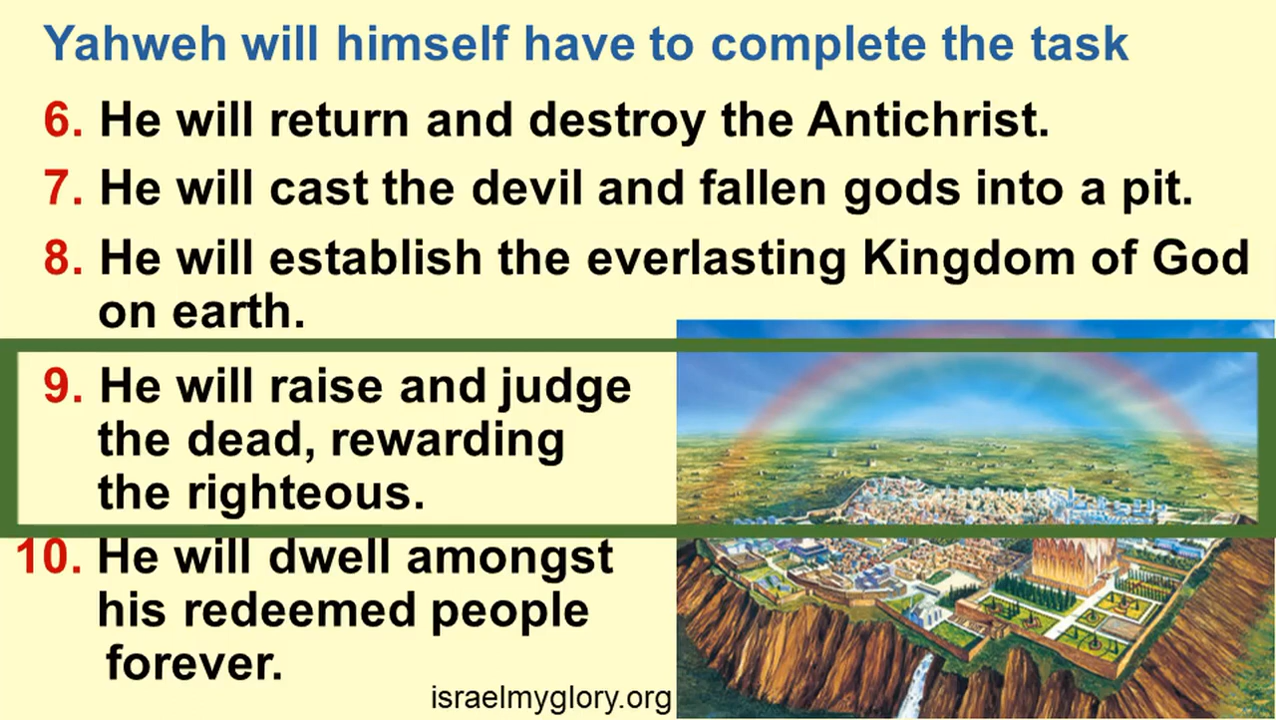 Yahweh will himself have to complete the task
6. He will return and destroy the Antichrist.
7. He will cast the devil and fallen gods into a pit.
8. He will establish the everlasting Kingdom of God
on earth.
9. He will raise and judge
the dead, rewarding
the righteous.
10. He will dwell amongst
his redeemed people
forever.
israelmyglory.org